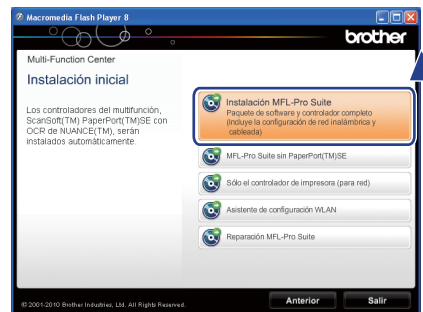 Macromedia Flash Player 8
brother
Multi-Function Center
Instalación inicial
Los controladores del multifunción,
ScanSoft(TM) PaperPort(TM)SE con
OCR de NUANCE(TM), serán
instalados automáticamente.
Instalación MFL-Pro Suite
Paquete de software y controlador completo
(Incluye la configuración de red inalámbrica y
cableada)
MFL-Pro Suite sin PaperPort(TM)SE
Sólo el controlador de impresora (para red)
Asistente de configuración WLAN
Reparación MFL-Pro Suite
© 2001-2010 Brother Industries, Ltd. All Rights Reserved.
Anterior
Salir